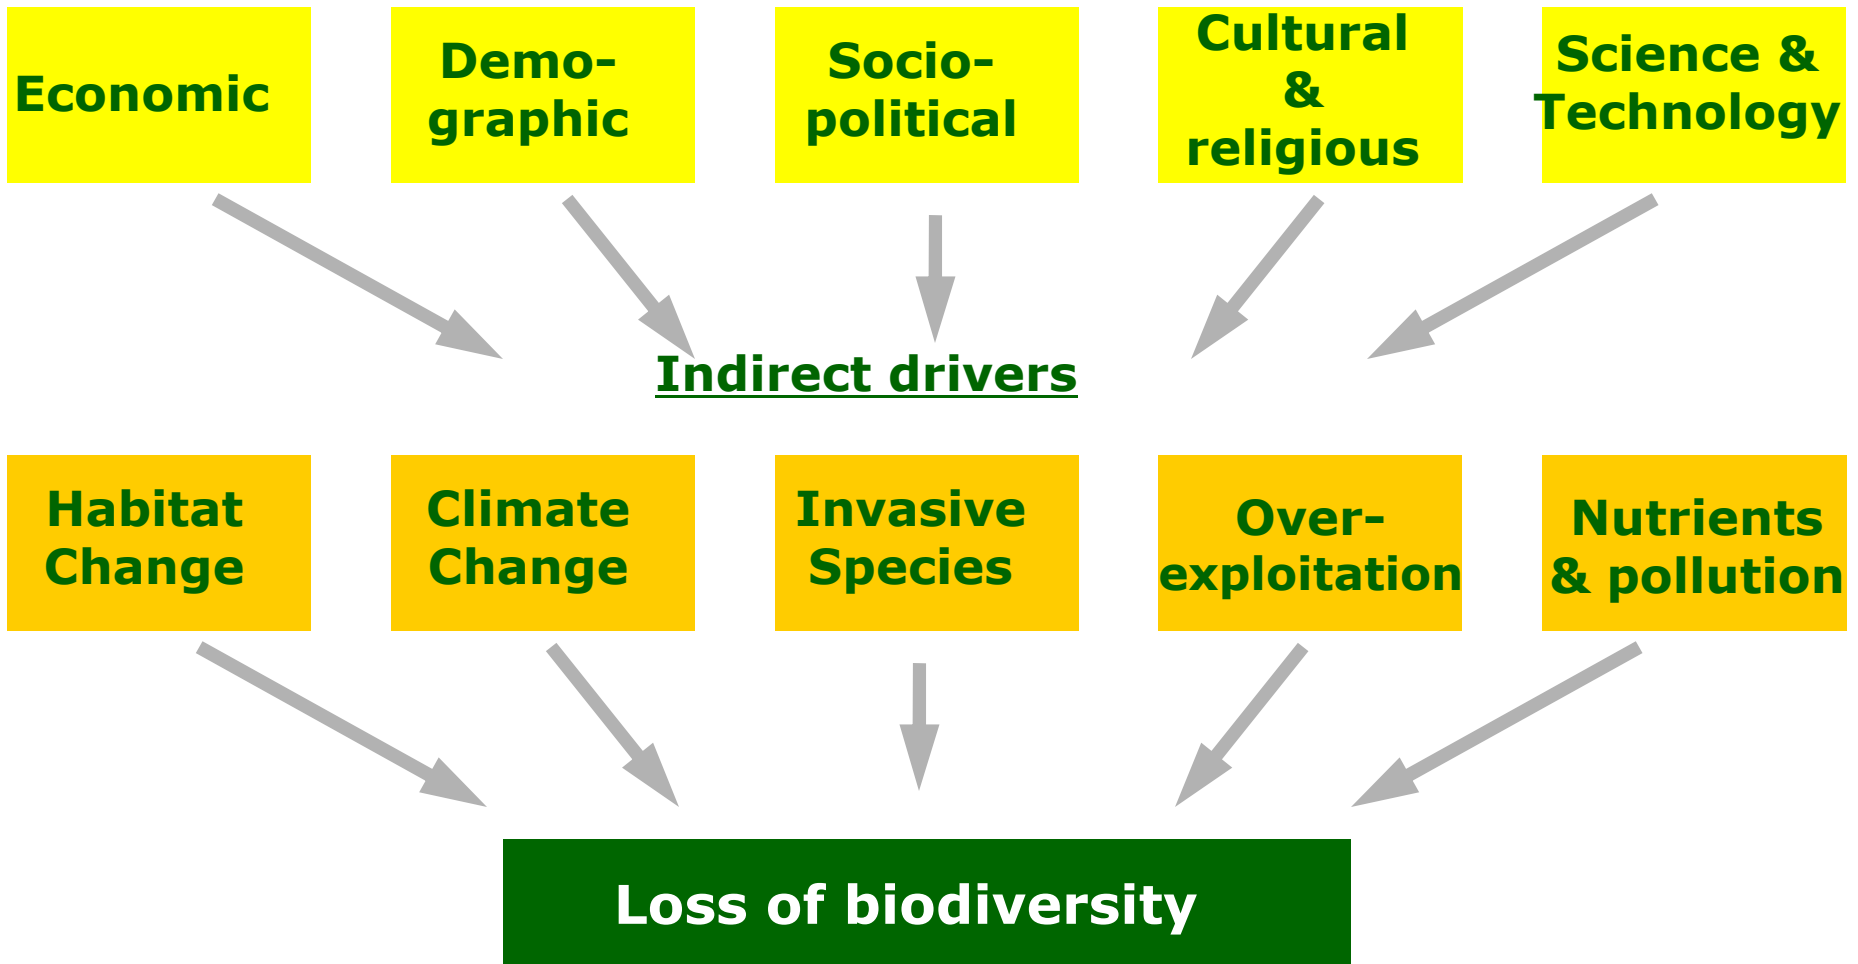 Economic
Demo-
graphic
Socio-
political
Cultural
&
religious
Science &
Technology
Indirect drivers
Habitat
Change
Climate
Change
Invasive
Species
Over-
exploitation
Nutrients
& pollution
Loss of biodiversity